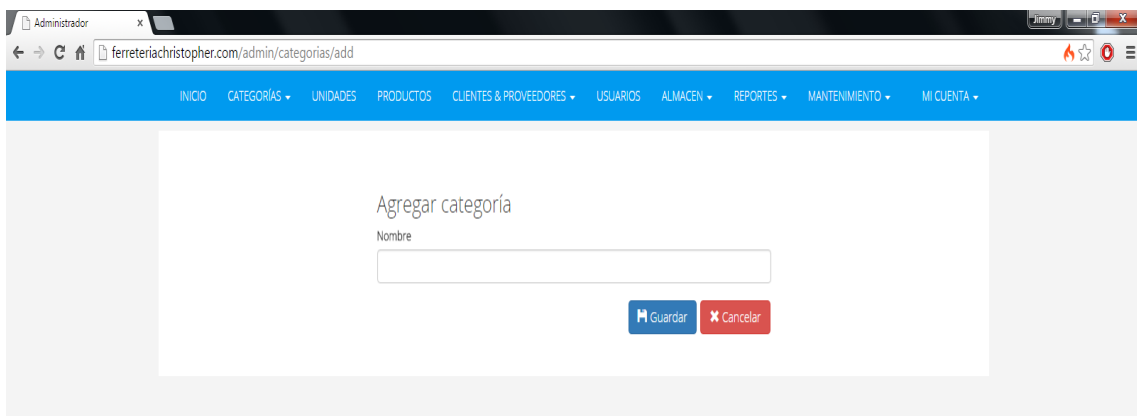 Administrador
Jimmy
ferreteriachristopher.com/admin/categorias/add
INICIO CATEGORÍAS UNIDADES PRODUCTOS CLIENTES & PROVEEDORES USUARIOS ALMACEN REPORTES MANTENIMIENTO MI CUENTA
Agregar categoría
Nombre
Guardar Cancelar